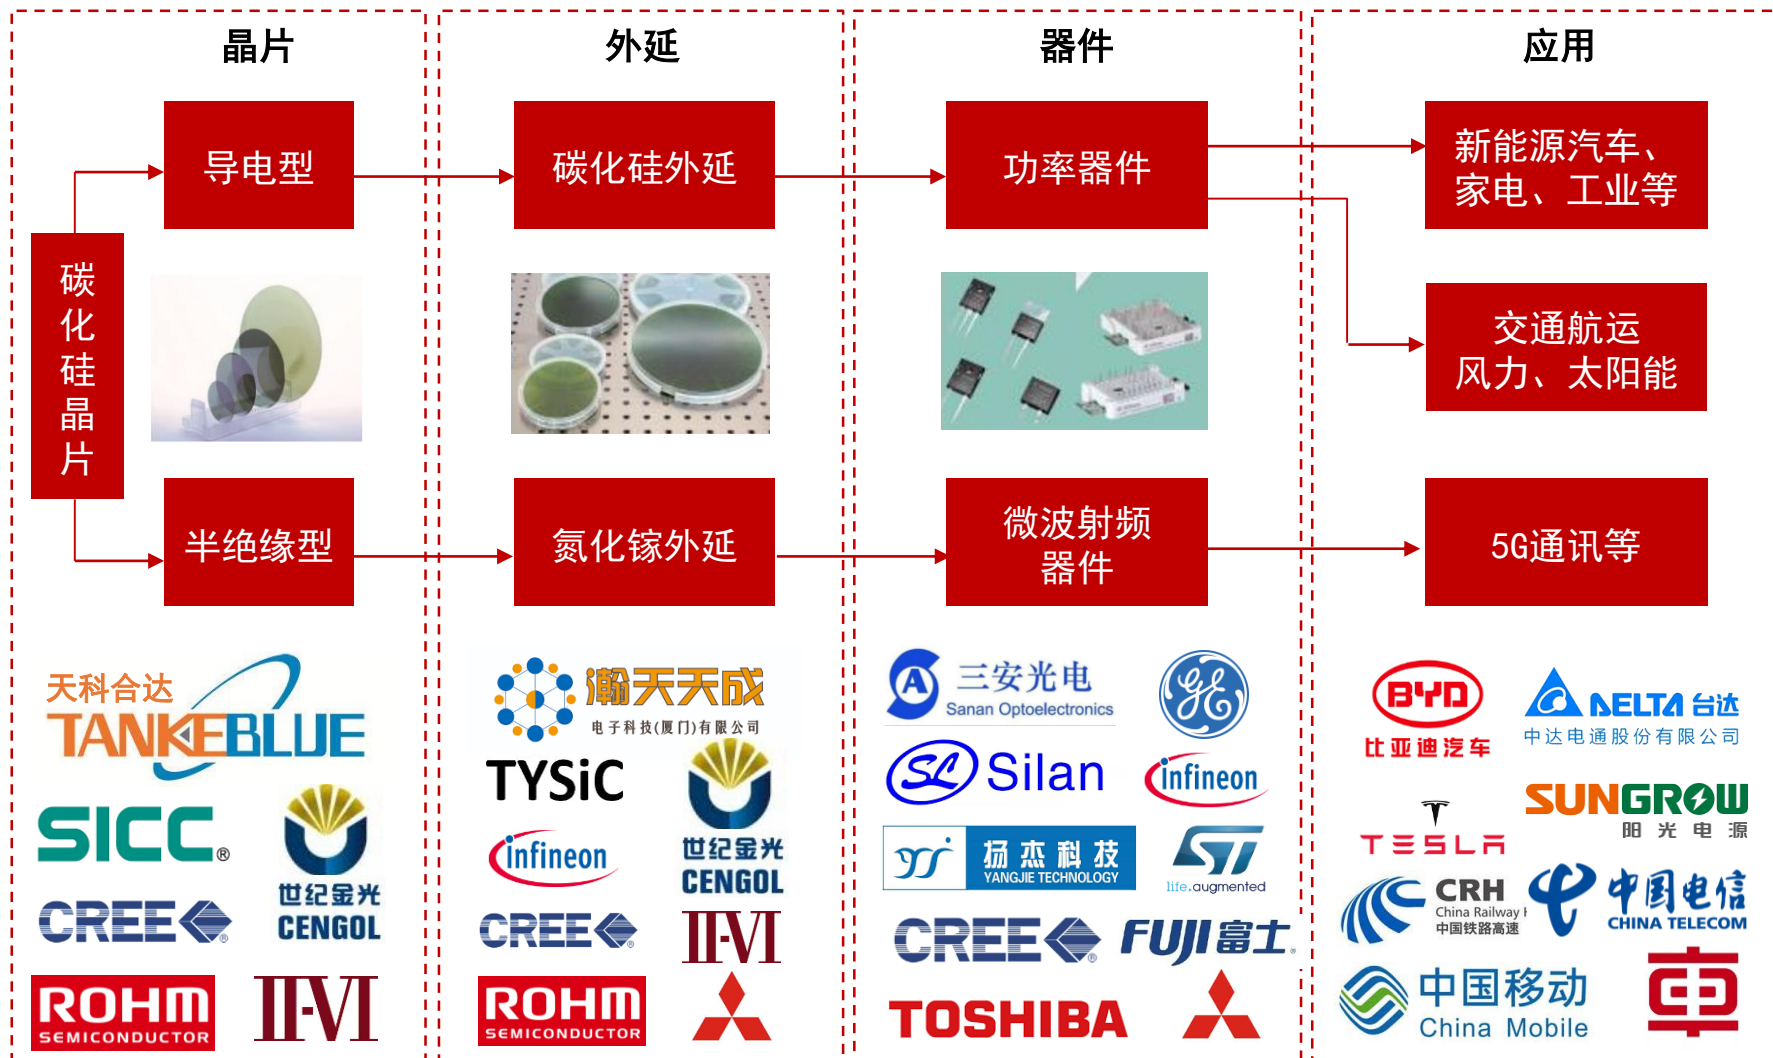 晶片
外延
器件
应用
碳化硅晶片
导电型
碳化硅外延
功率器件
新能源汽车、
家电、工业等
交通航运
风力、太阳能
半绝缘型
氮化镓外延
微波射频
器件
5G通讯等
天科合达
TANKEBLUE
SICC®
世纪金光
CENGOL
CREE®
ROHM
SEMICONDUCTOR
II-VI
瀚天天成
电子科技(厦门)有限公司
TYSiC
世纪金光
CENGOL
infineon
CREE®
II-VI
ROHM
SEMICONDUCTOR
三安光电
Sanan Optoelectronics
GE
SL Silan
infineon
扬杰科技
YANGJIE TECHNOLOGY
ST
life.augmented
CREE®
FUJI富士®
TOSHIBA
BYD
比亚迪汽车
DELTA 台达
中达电通股份有限公司
TESLA
SUNGROW
阳光电源
CRH
China Railway
中国铁路高速
中国电信
CHINA TELECOM
中国移动
China Mobile